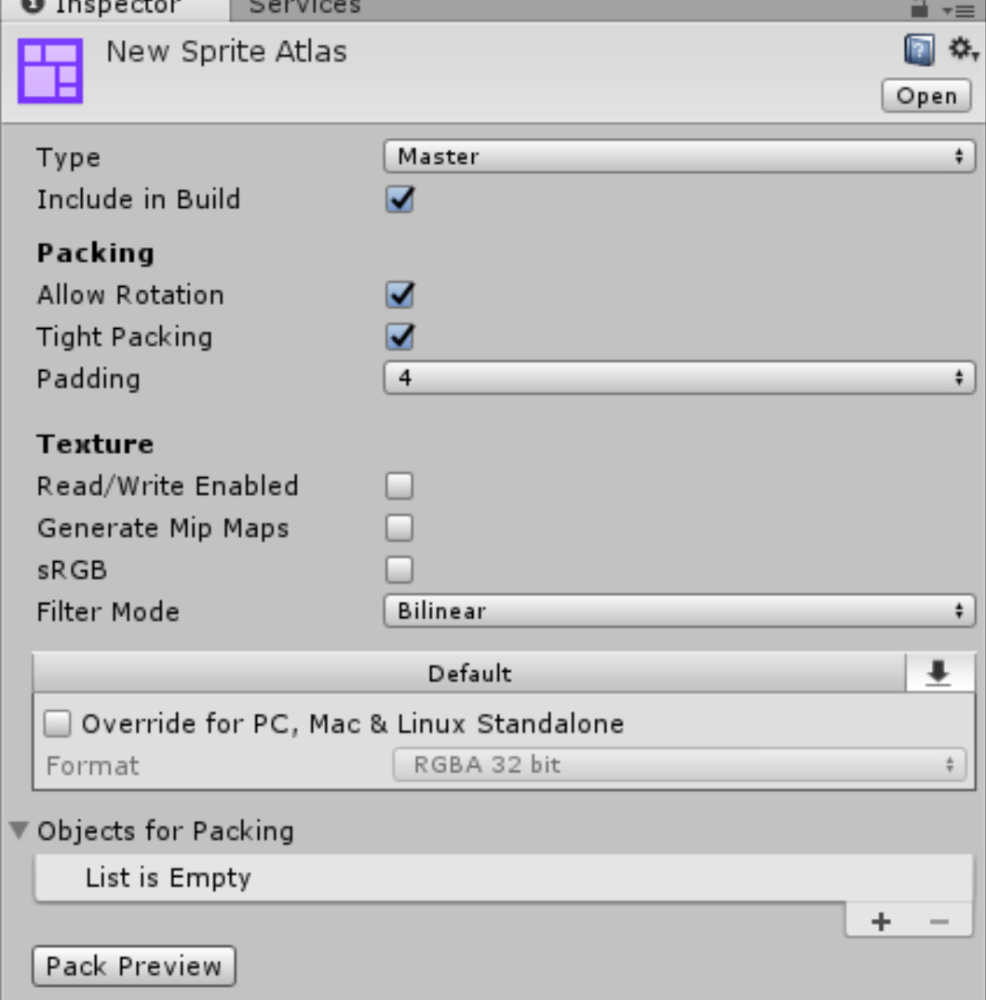 Inspector Services
New Sprite Atlas
Open
Type Master
Include in Build
Packing
Allow Rotation
Tight Packing
Padding 4
Texture
Read/Write Enabled
Generate Mip Maps
sRGB
Filter Mode Bilinear
Default
Override for PC, Mac & Linux Standalone
Format RGBA 32 bit
Objects for Packing
List is Empty
Pack Preview